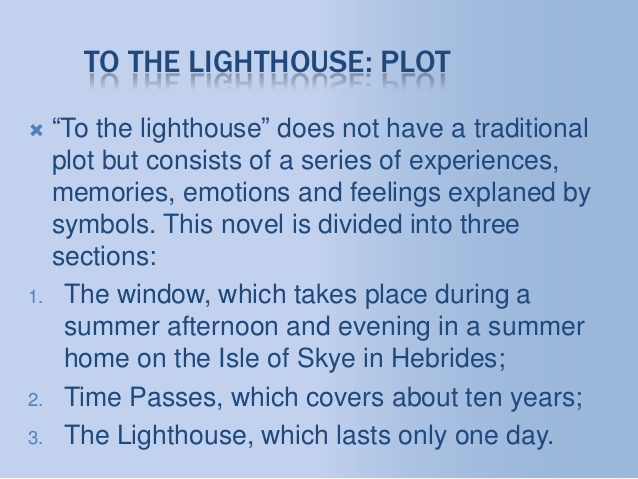 TO THE LIGHTHOUSE: PLOT
“To the lighthouse” does not have a traditional
plot but consists of a series of experiences,
memories, emotions and feelings explaned by
symbols. This novel is divided into three
sections:
1. The window, which takes place during a
summer afternoon and evening in a summer
home on the Isle of Skye in Hebrides;
2. Time Passes, which covers about ten years;
3. The Lighthouse, which lasts only one day.